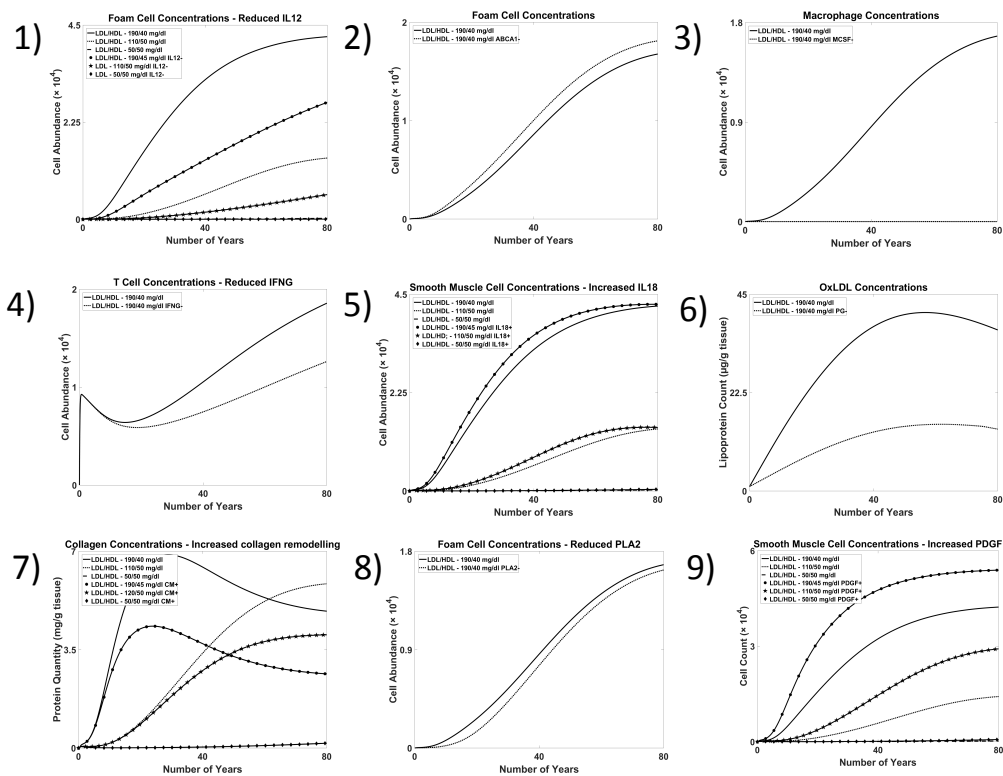 1)
Foam Cell Concentrations - Reduced IL12
LDL/HDL - 190/40 mg/dl
LDL/HDL - 110/50 mg/dl
LDL/HDL - 50/50 mg/dl
LDL/HDL - 190/45 mg/dl IL12-
LDL - 110/50 mg/dl IL12-
LDL - 50/50 mg/dl IL12-
Cell Abundance (× 10⁴)
4.5
2.25
0
0 20 40 60 80
Number of Years
2)
Foam Cell Concentrations
LDL/HDL - 190/40 mg/dl
LDL/HDL - 190/40 mg/dl ABCA1-
Cell Abundance (× 10⁴)
2
1
0
0 40 80
Number of Years
3)
Macrophage Concentrations
LDL/HDL - 190/40 mg/dl
LDL/HDL - 190/40 mg/dl MCSF-
Cell Abundance (× 10⁴)
1.8
0.9
0
0 40 80
Number of Years
4)
T Cell Concentrations - Reduced IFNG
LDL/HDL - 190/40 mg/dl
LDL/HDL - 190/40 mg/dl IFNG-
Cell Abundance (× 10⁴)
2
1
0
0 40 80
Number of Years
5)
Smooth Muscle Cell Concentrations - Increased IL18
LDL/HDL - 190/40 mg/dl
LDL/HDL - 110/50 mg/dl
LDL/HDL - 50/50 mg/dl
LDL/HDL - 190/45 mg/dl IL18+
LDL/HD; - 110/50 mg/dl IL18+
LDL/HDL - 50/50 mg/dl IL18+
Cell Abundance (× 10⁴)
4.5
2.25
0
0 20 40 60 80
Number of Years
6)
OxLDL Concentrations
LDL/HDL - 190/40 mg/dl
LDL/HDL - 190/40 mg/dl PG-
Lipoprotein Count (µg/g tissue)
45
22.5
0
0 40 80
Number of Years
7)
Collagen Concentrations - Increased collagen remodelling
LDL/HDL - 190/40 mg/dl
LDL/HDL - 110/50 mg/dl
LDL/HDL - 50/50 mg/dl
LDL/HDL - 190/45 mg/dl CM+
LDL/HDL - 120/50 mg/dl CM+
LDL/HDL - 50/50 mg/dl CM+
Protein Quantity (mg/g tissue)
7
3.5
0
0 20 40 60 80
Number of Years
8)
Foam Cell Concentrations - Reduced PLA2
LDL/HDL - 190/40 mg/dl
LDL/HDL - 190/40 mg/dl PLA2-
Cell Abundance (× 10⁴)
1.8
0.9
0
0 40 80
Number of Years
9)
Smooth Muscle Cell Concentrations - Increased PDGF
LDL/HDL - 190/40 mg/dl
LDL/HDL - 110/50 mg/dl
LDL/HDL - 50/50 mg/dl
LDL/HDL - 190/45 mg/dl PDGF+
LDL/HDL - 110/50 mg/dl PDGF+
LDL/HDL - 50/50 mg/dl PDGF+
Cell Count (× 10⁴)
6
3
0
0 20 40 60 80
Number of Years